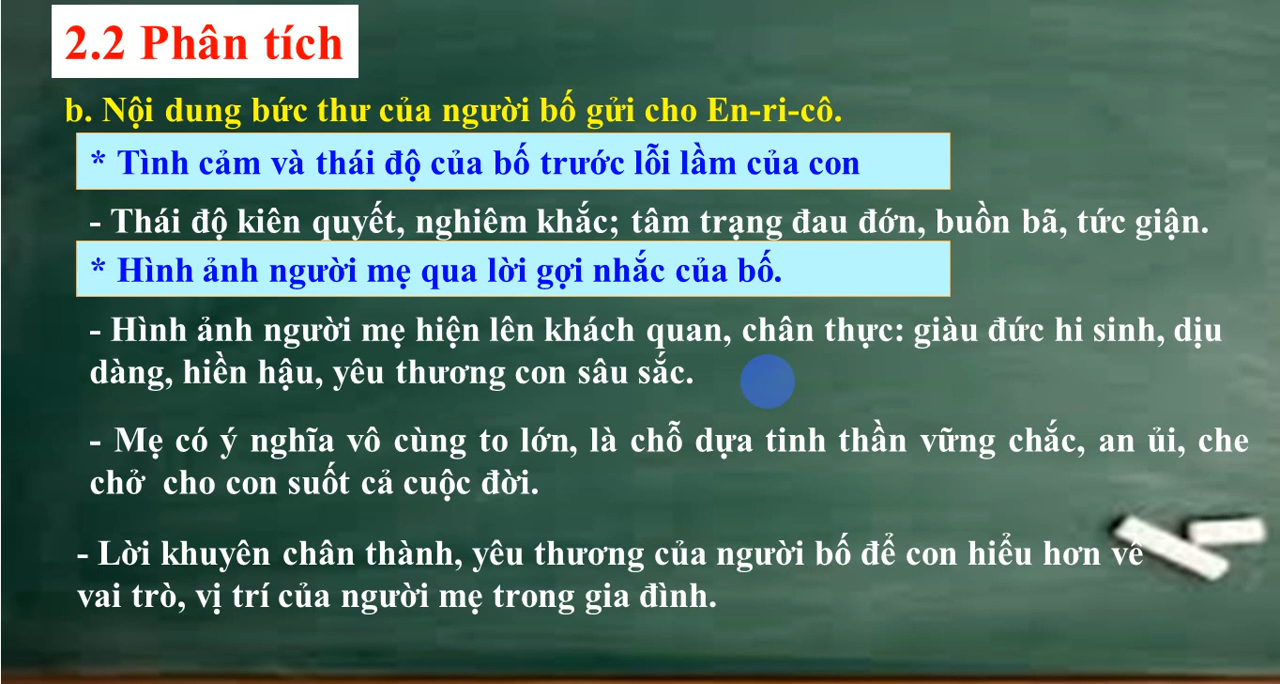 2.2 Phân tích
b. Nội dung bức thư của người bố gửi cho En-ri-cô.
* Tình cảm và thái độ của bố trước lỗi lầm của con
- Thái độ kiên quyết, nghiêm khắc; tâm trạng đau đớn, buồn bã, tức giận.
* Hình ảnh người mẹ qua lời gợi nhắc của bố.
- Hình ảnh người mẹ hiện lên khách quan, chân thực: giàu đức hi sinh, dịu
dàng, hiền hậu, yêu thương con sâu sắc.
- Mẹ có ý nghĩa vô cùng to lớn, là chỗ dựa tinh thần vững chắc, an ủi, che
chở cho con suốt cả cuộc đời.
- Lời khuyên chân thành, yêu thương của người bố để con hiểu hơn về
vai trò, vị trí của người mẹ trong gia đình.